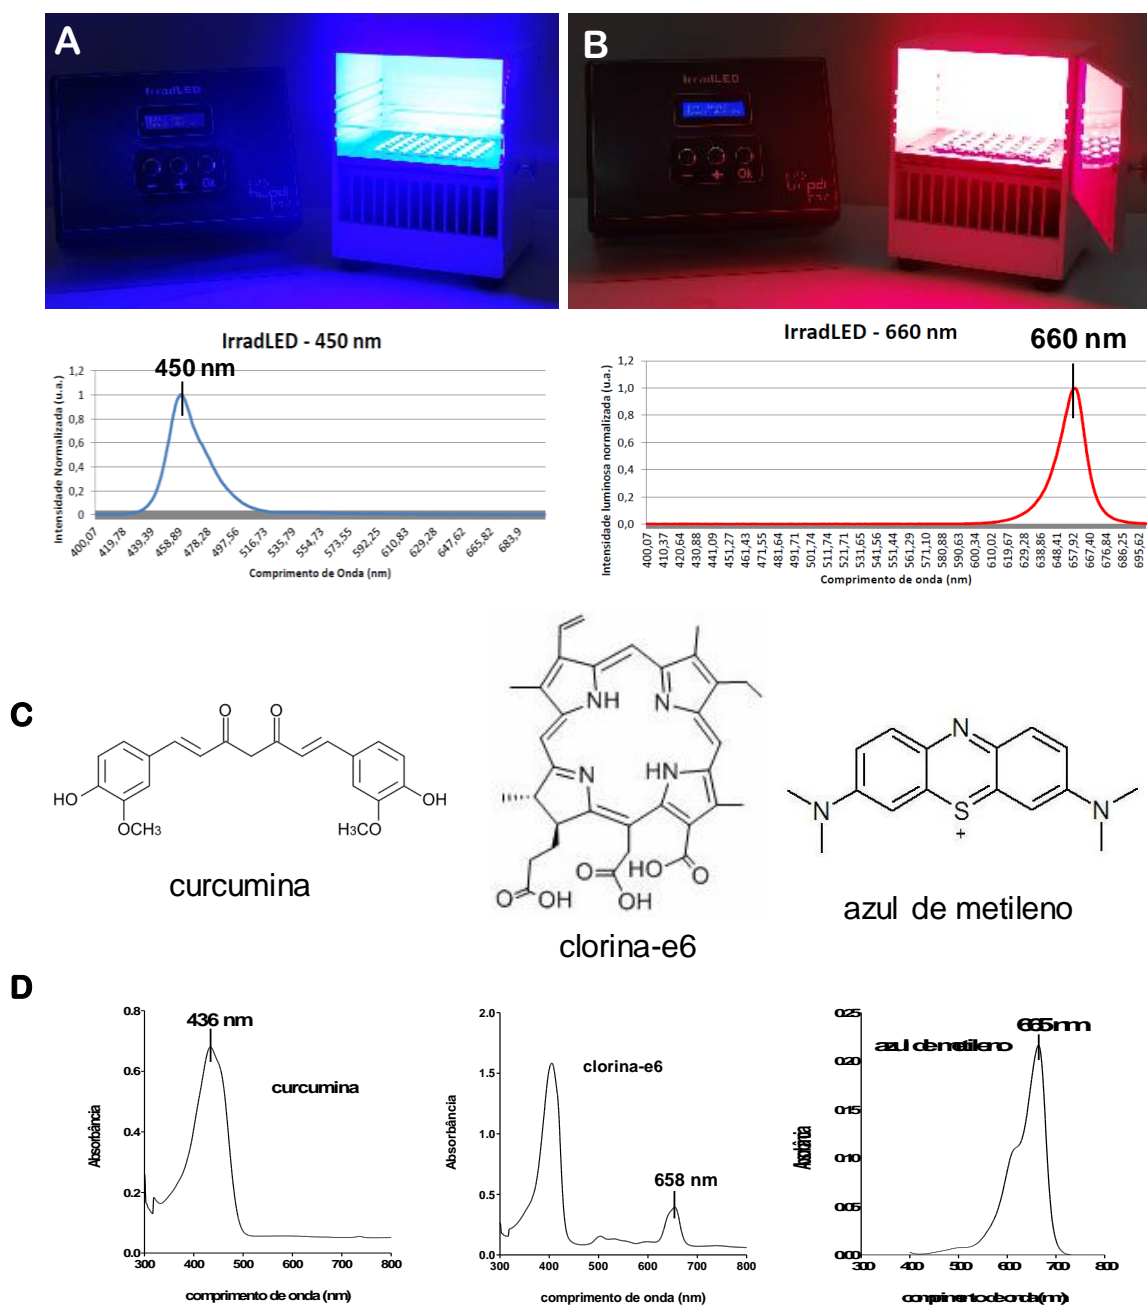 A
IrradLED
- + Ok
B
IrradLED
- + Ok
IrradLED - 450 nm
450 nm
Intensidade Normalizada (u.a.)
1,2
1
0,8
0,6
0,4
0,2
0
400,07 419,78 439,39 458,89 478,28 497,56 516,73 535,79 554,73 573,55 592,25 610,83 629,28 647,62 665,82 683,9
Comprimento de Onda (nm)
IrradLED - 660 nm
660 nm
Intensidade luminosa normalizada (u.a.)
1,2
1,0
0,8
0,6
0,4
0,2
0,0
400,07 410,37 420,64 430,88 441,09 451,27 461,43 471,55 481,64 491,71 501,74 511,74 521,71 531,65 541,56 551,44 561,29 571,10 580,88 590,63 600,34 610,02 619,67 629,28 638,86 648,41 657,92 667,40 676,84 686,25 695,62
Comprimento de onda (nm)
C
O O
HO
OCH3
H3CO
OH
curcumina
NH N
N HN
O OH
O OH
HO O
clorina-e6
N
N S N
+
azul de metileno
D
436 nm
curcumina
Absorbância
0.8
0.6
0.4
0.2
0.0
300 400 500 600 700 800
comprimento de onda (nm)
clorina-e6
658 nm
Absorbância
2.0
1.5
1.0
0.5
0.0
300 400 500 600 700 800
comprimento de onda (nm)
665 nm
azul de metileno
Absorbância
0.25
0.20
0.15
0.10
0.05
0.00
300 400 500 600 700 800
comprimento de onda (nm)